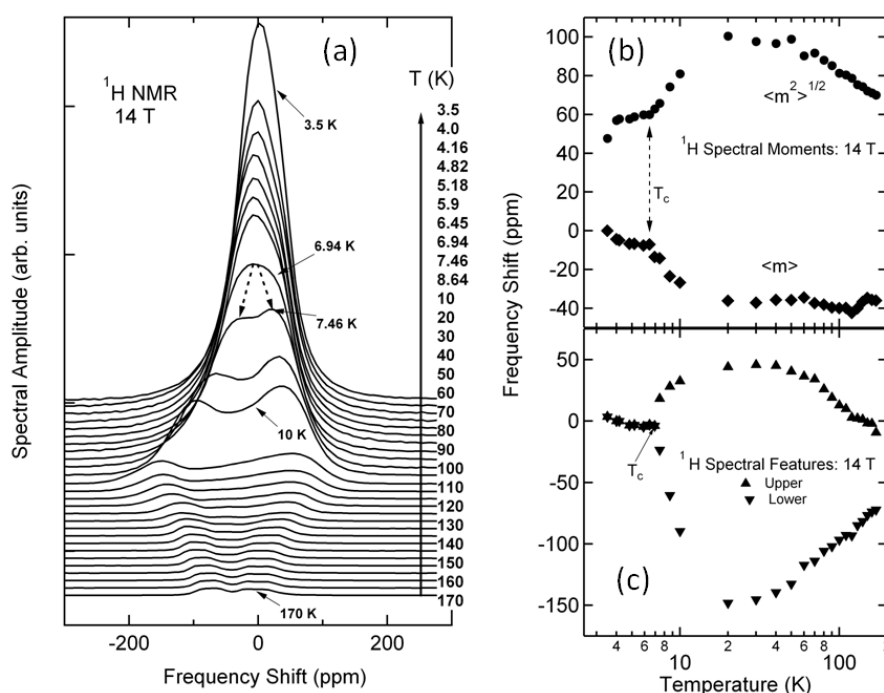 (a)
¹H NMR
14 T
T (K)
3.5
4.0
4.16
4.82
5.18
5.9
6.45
6.94
7.46
8.64
10
20
30
40
50
60
70
80
90
100
110
120
130
140
150
160
170
3.5 K
6.94 K
7.46 K
10 K
170 K
Spectral Amplitude (arb. units)
-200
0
200
Frequency Shift (ppm)
(b)
100
80
60
40
20
0
-20
-40
<m²>^1/2
¹H Spectral Moments: 14 T
T_c
<m>
Frequency Shift (ppm)
50
0
-50
-100
-150
T_c
¹H Spectral Features: 14 T
▲ Upper
▼ Lower
(c)
4
6
8
10
2
4
6
8
100
Temperature (K)